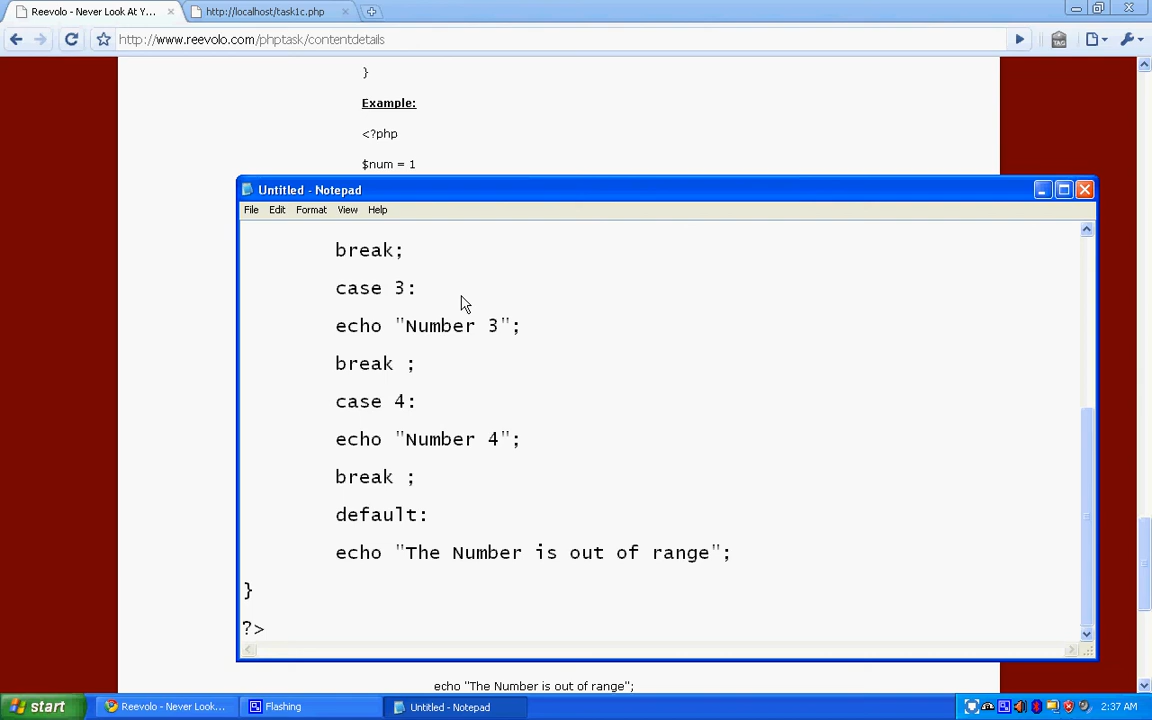 Reevolo - Never Look At Y...
http://localhost/task1c.php
http://www.reevolo.com/phptask/contentdetails
TAG
}
Example:
<?php
$num = 1
Untitled - Notepad
File Edit Format View Help
break;
case 3:
echo "Number 3";
break ;
case 4:
echo "Number 4";
break ;
default:
echo "The Number is out of range";
}
?>
echo "The Number is out of range";
start
Reevolo - Never Look...
Flashing
Untitled - Notepad
2:37 AM